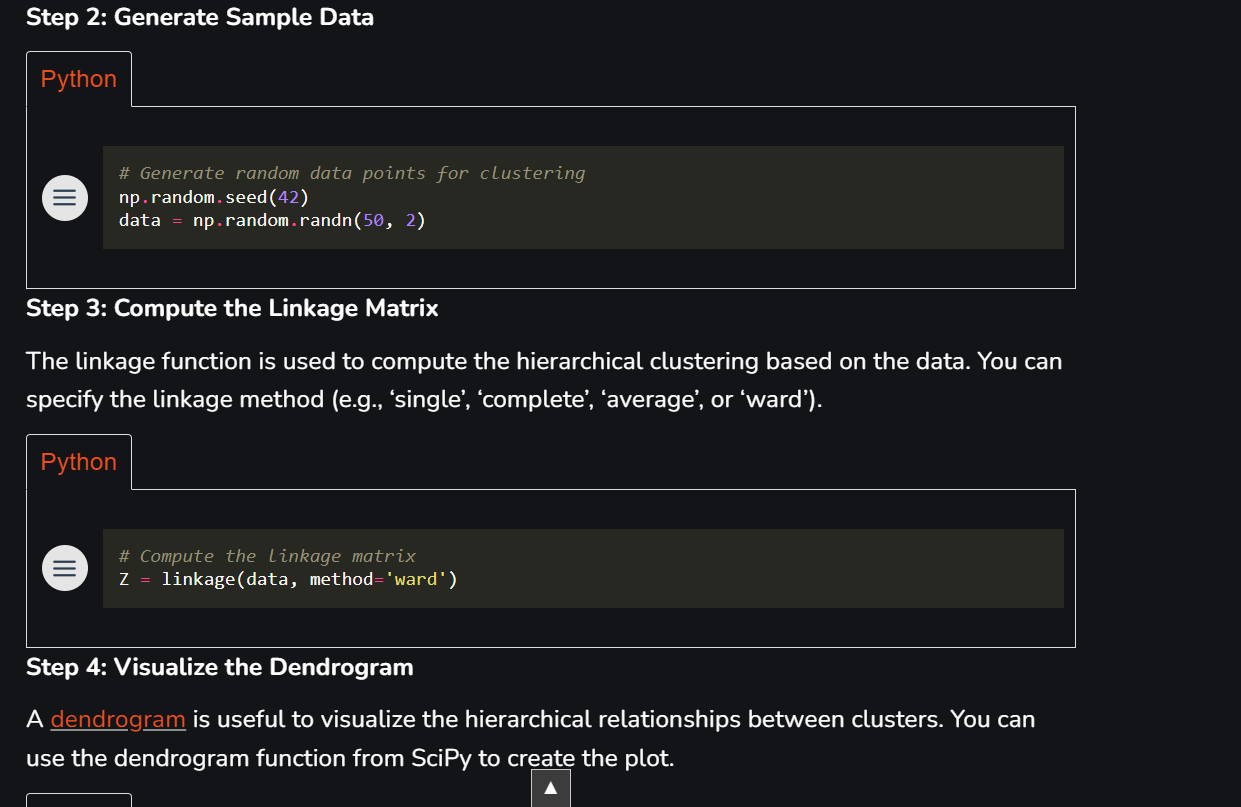 Step 2: Generate Sample Data
Python
# Generate random data points for clustering
np.random.seed(42)
data = np.random.randn(50, 2)
Step 3: Compute the Linkage Matrix
The linkage function is used to compute the hierarchical clustering based on the data. You can
specify the linkage method (e.g., ‘single’, ‘complete’, ‘average’, or ‘ward’).
Python
# Compute the linkage matrix
Z = linkage(data, method='ward')
Step 4: Visualize the Dendrogram
A dendrogram is useful to visualize the hierarchical relationships between clusters. You can
use the dendrogram function from SciPy to create the plot.